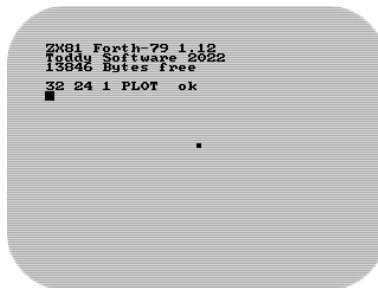 ZX81 Forth-79 1.12
Toddy Software 2022
13846 Bytes free
32 24 1 PLOT  ok